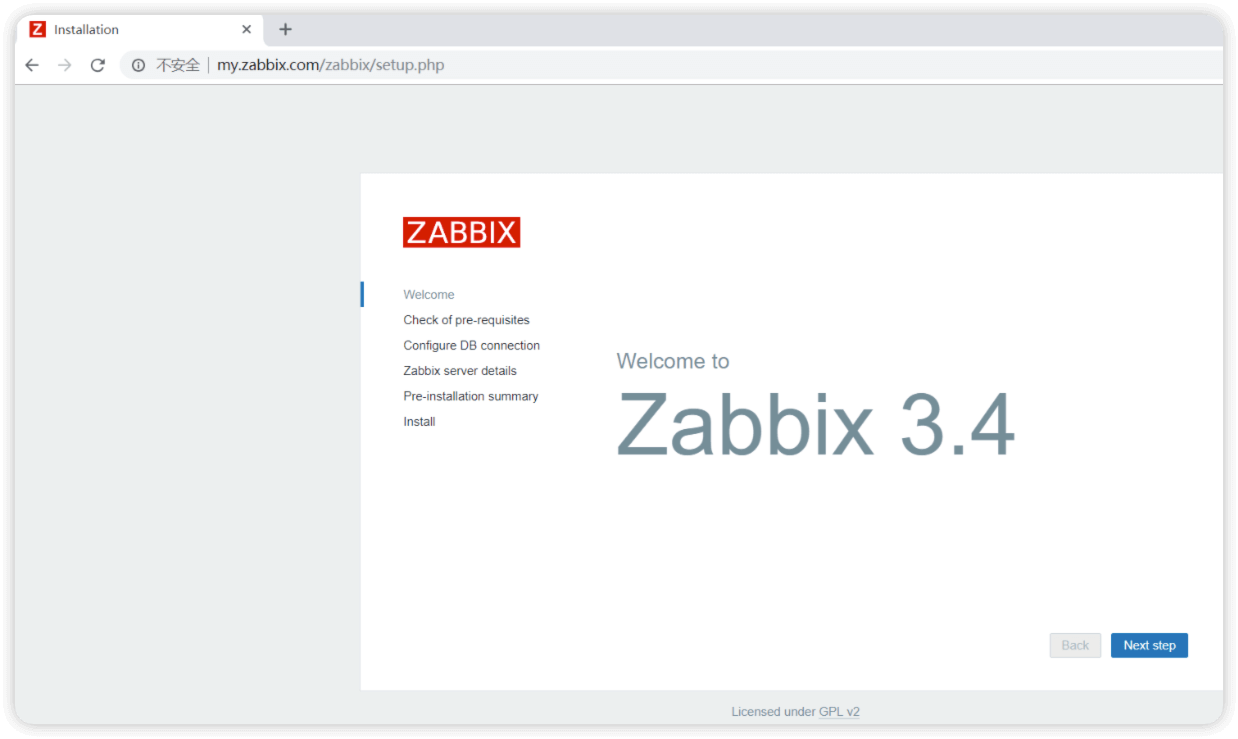 Z Installation
不安全 | my.zabbix.com/zabbix/setup.php
ZABBIX
Welcome
Check of pre-requisites
Configure DB connection
Zabbix server details
Pre-installation summary
Install
Welcome to
Zabbix 3.4
Back Next step
Licensed under GPL v2